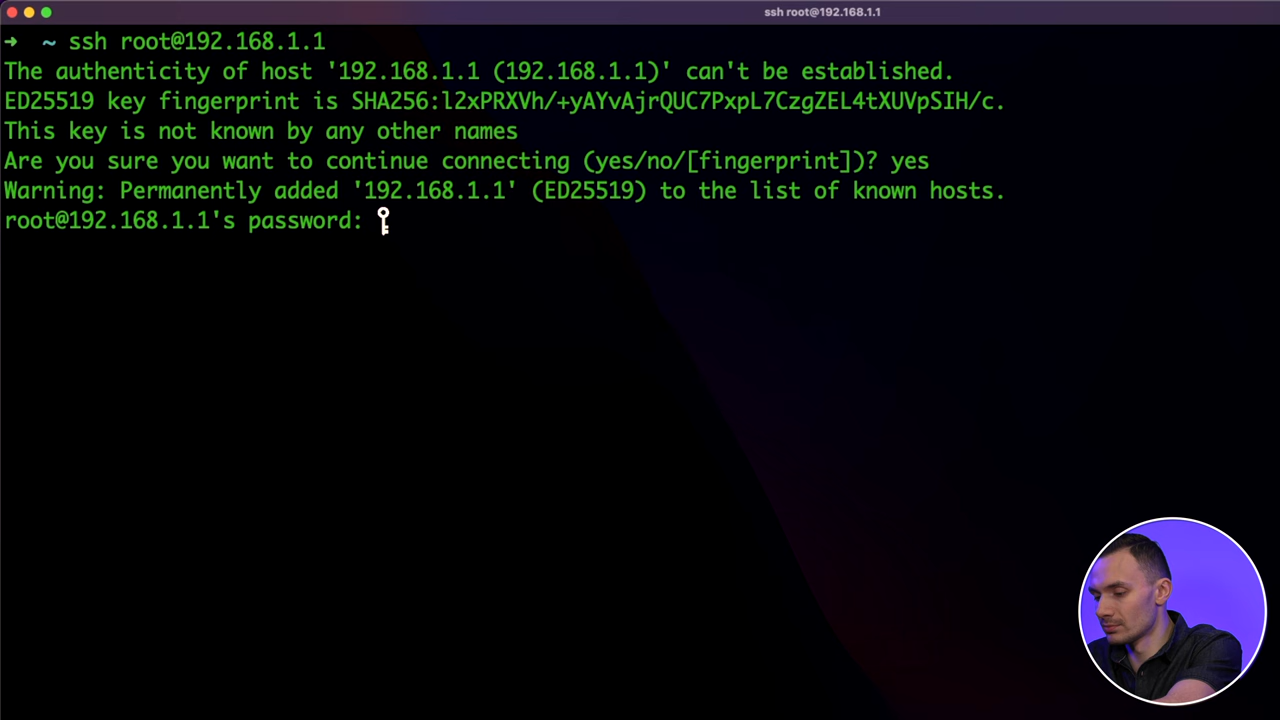 ssh root@192.168.1.1
➜ ~ ssh root@192.168.1.1
The authenticity of host '192.168.1.1 (192.168.1.1)' can't be established.
ED25519 key fingerprint is SHA256:l2xPRXVh/+yAYvAjrQUC7PxpL7CzgZEL4tXUVpSIH/c.
This key is not known by any other names
Are you sure you want to continue connecting (yes/no/[fingerprint])? yes
Warning: Permanently added '192.168.1.1' (ED25519) to the list of known hosts.
root@192.168.1.1's password: